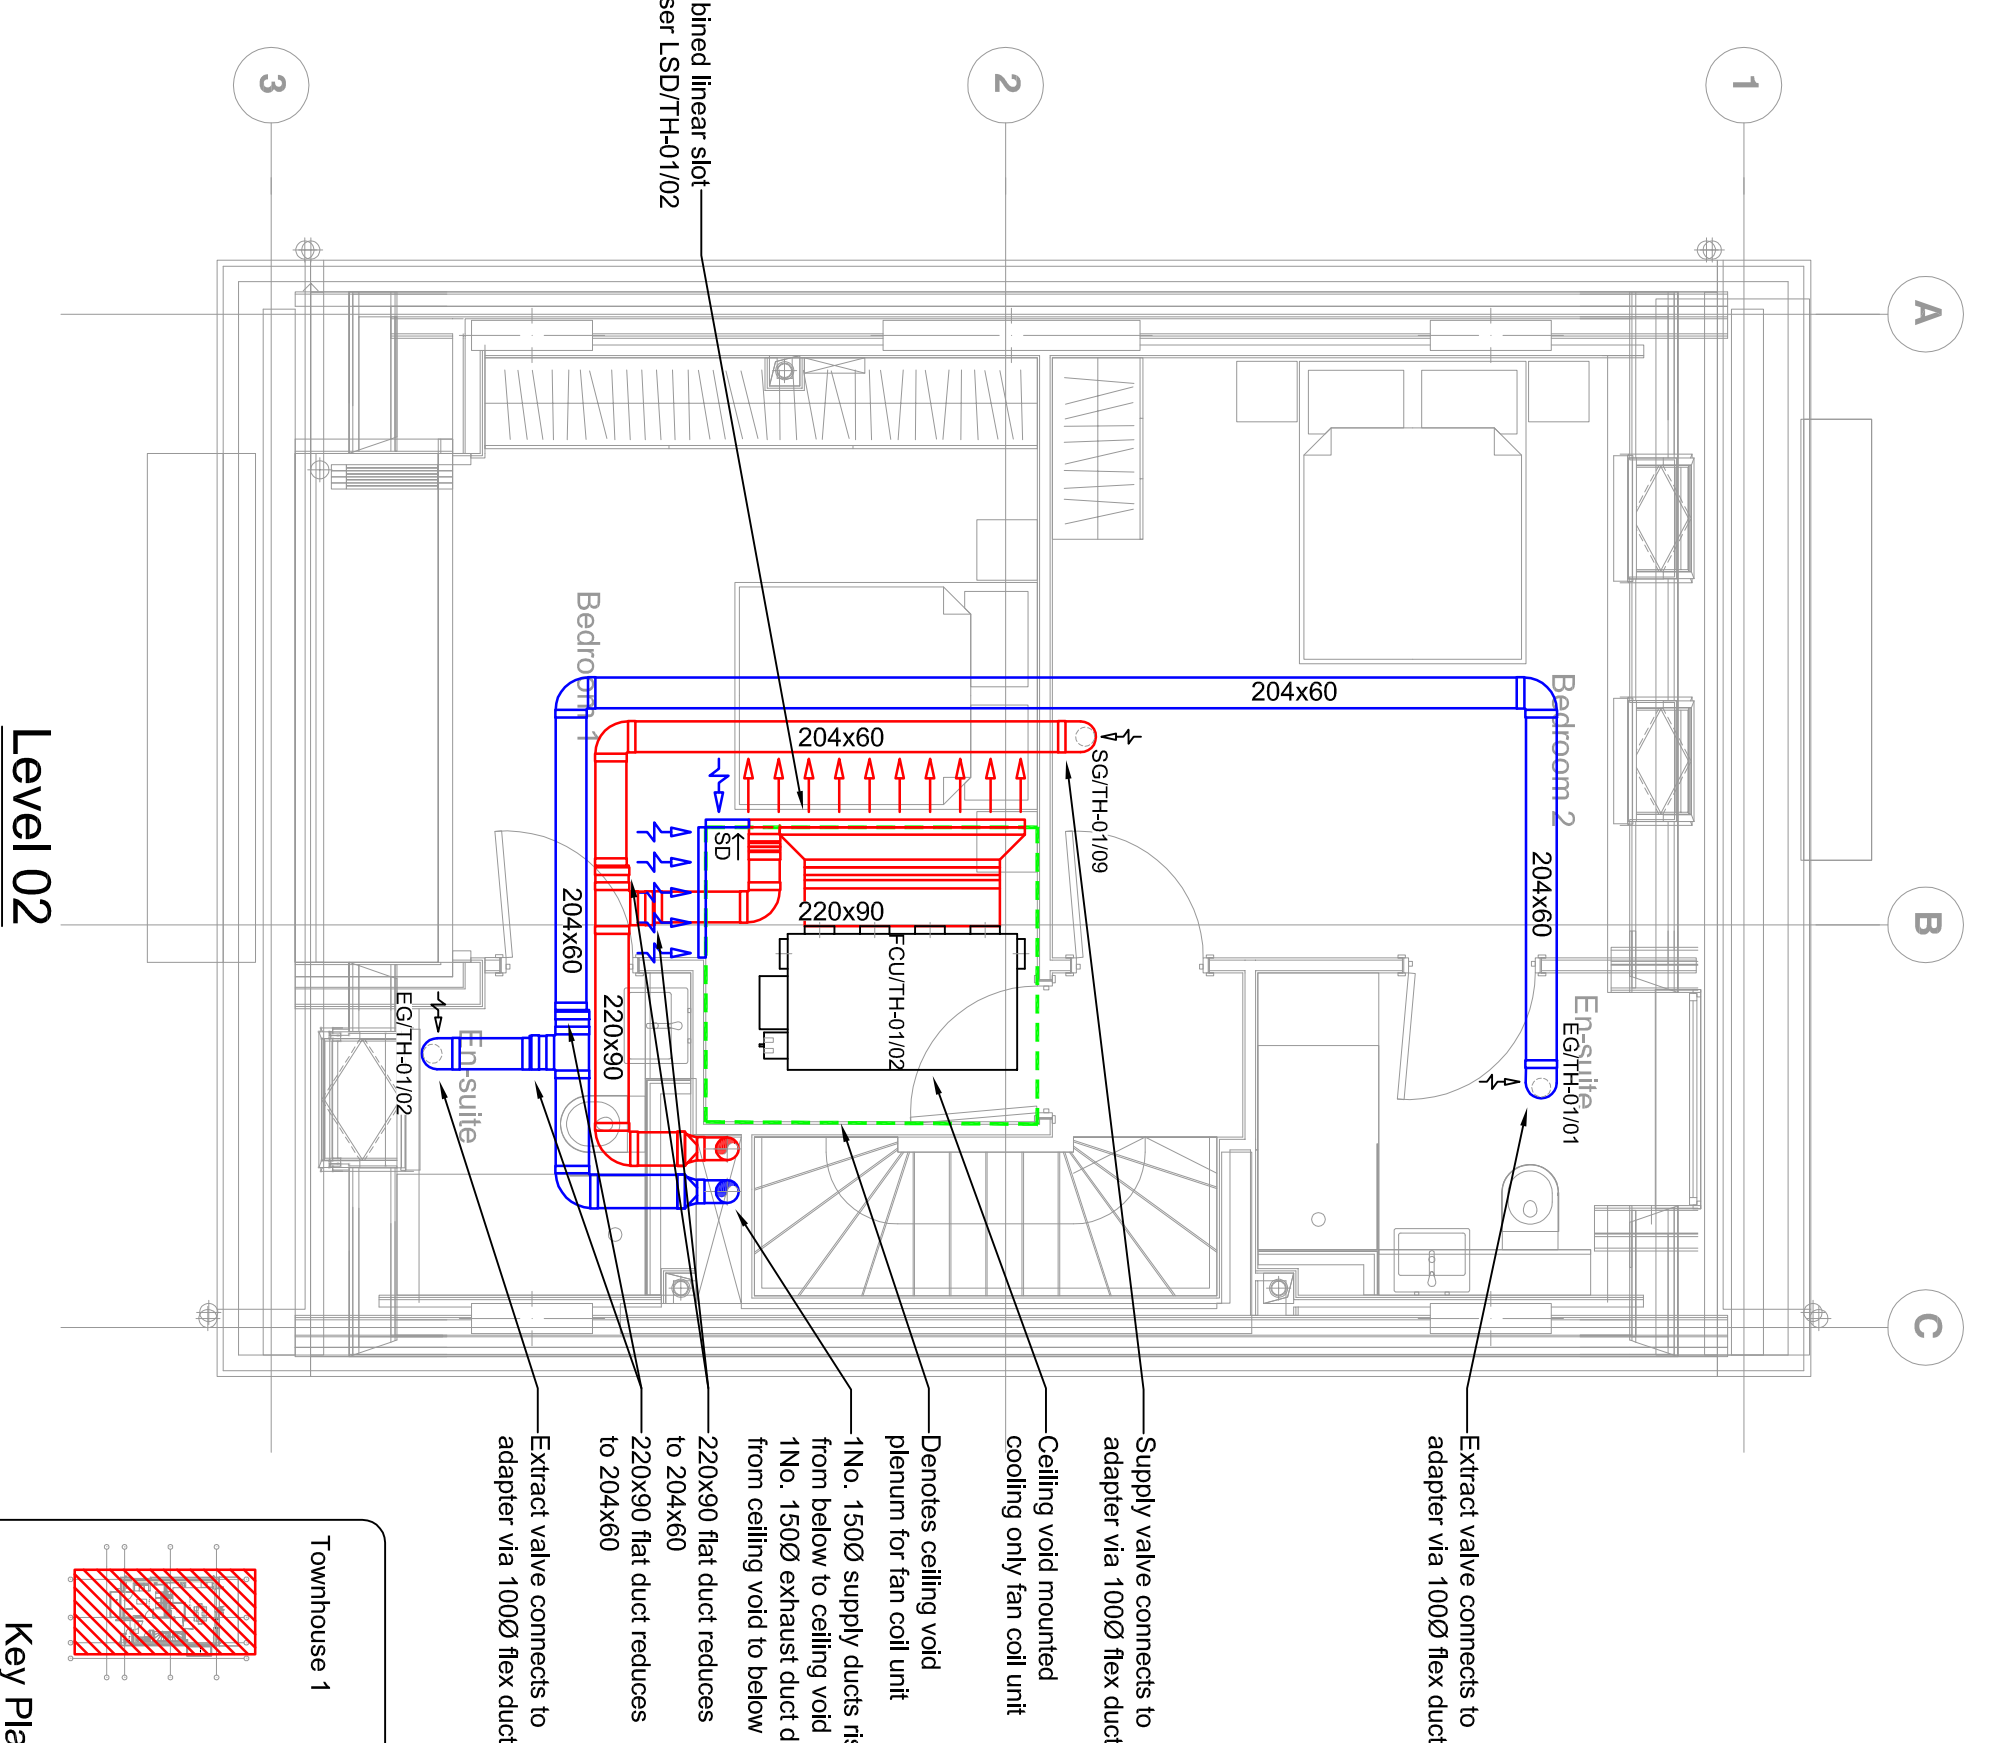 3
2
1
A
B
C
bined linear slot
ser LSD/TH-01/02
Bedroom 1
Bedroom 2
En-suite
En-suite
204x60
204x60
204x60
204x60
220x90
220x90
SD
SG/TH-01/09
FCU/TH-01/02
EG/TH-01/02
EG/TH-01/01
Extract valve connects to
adapter via 100Ø flex duct
Supply valve connects to
adapter via 100Ø flex duct
Ceiling void mounted
cooling only fan coil unit
Denotes ceiling void
plenum for fan coil unit
1No. 150Ø supply ducts ris
from below to ceiling void
1No. 150Ø exhaust duct d
from ceiling void to below
220x90 flat duct reduces
to 204x60
220x90 flat duct reduces
to 204x60
Extract valve connects to
adapter via 100Ø flex duct
Level 02
Townhouse 1
Key Pla